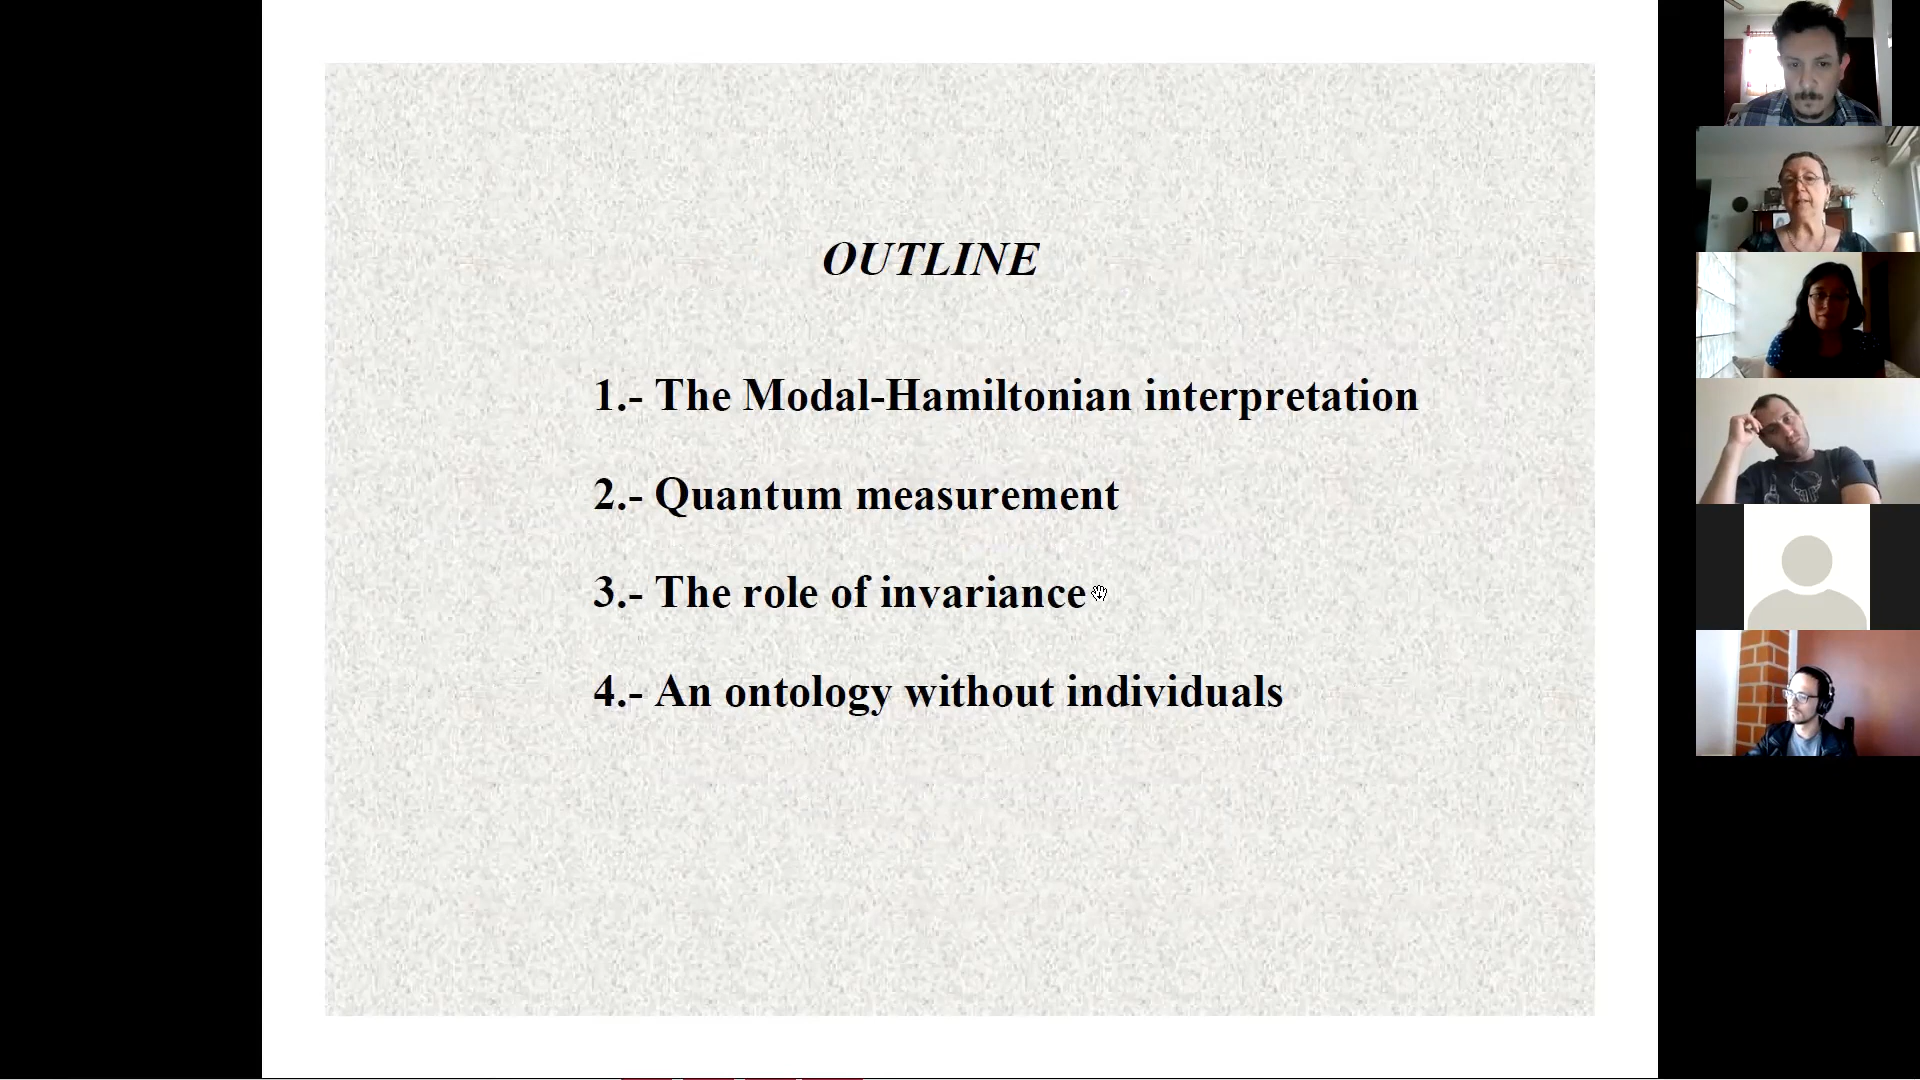 OUTLINE
1.- The Modal-Hamiltonian interpretation
2.- Quantum measurement
3.- The role of invariance
4.- An ontology without individuals